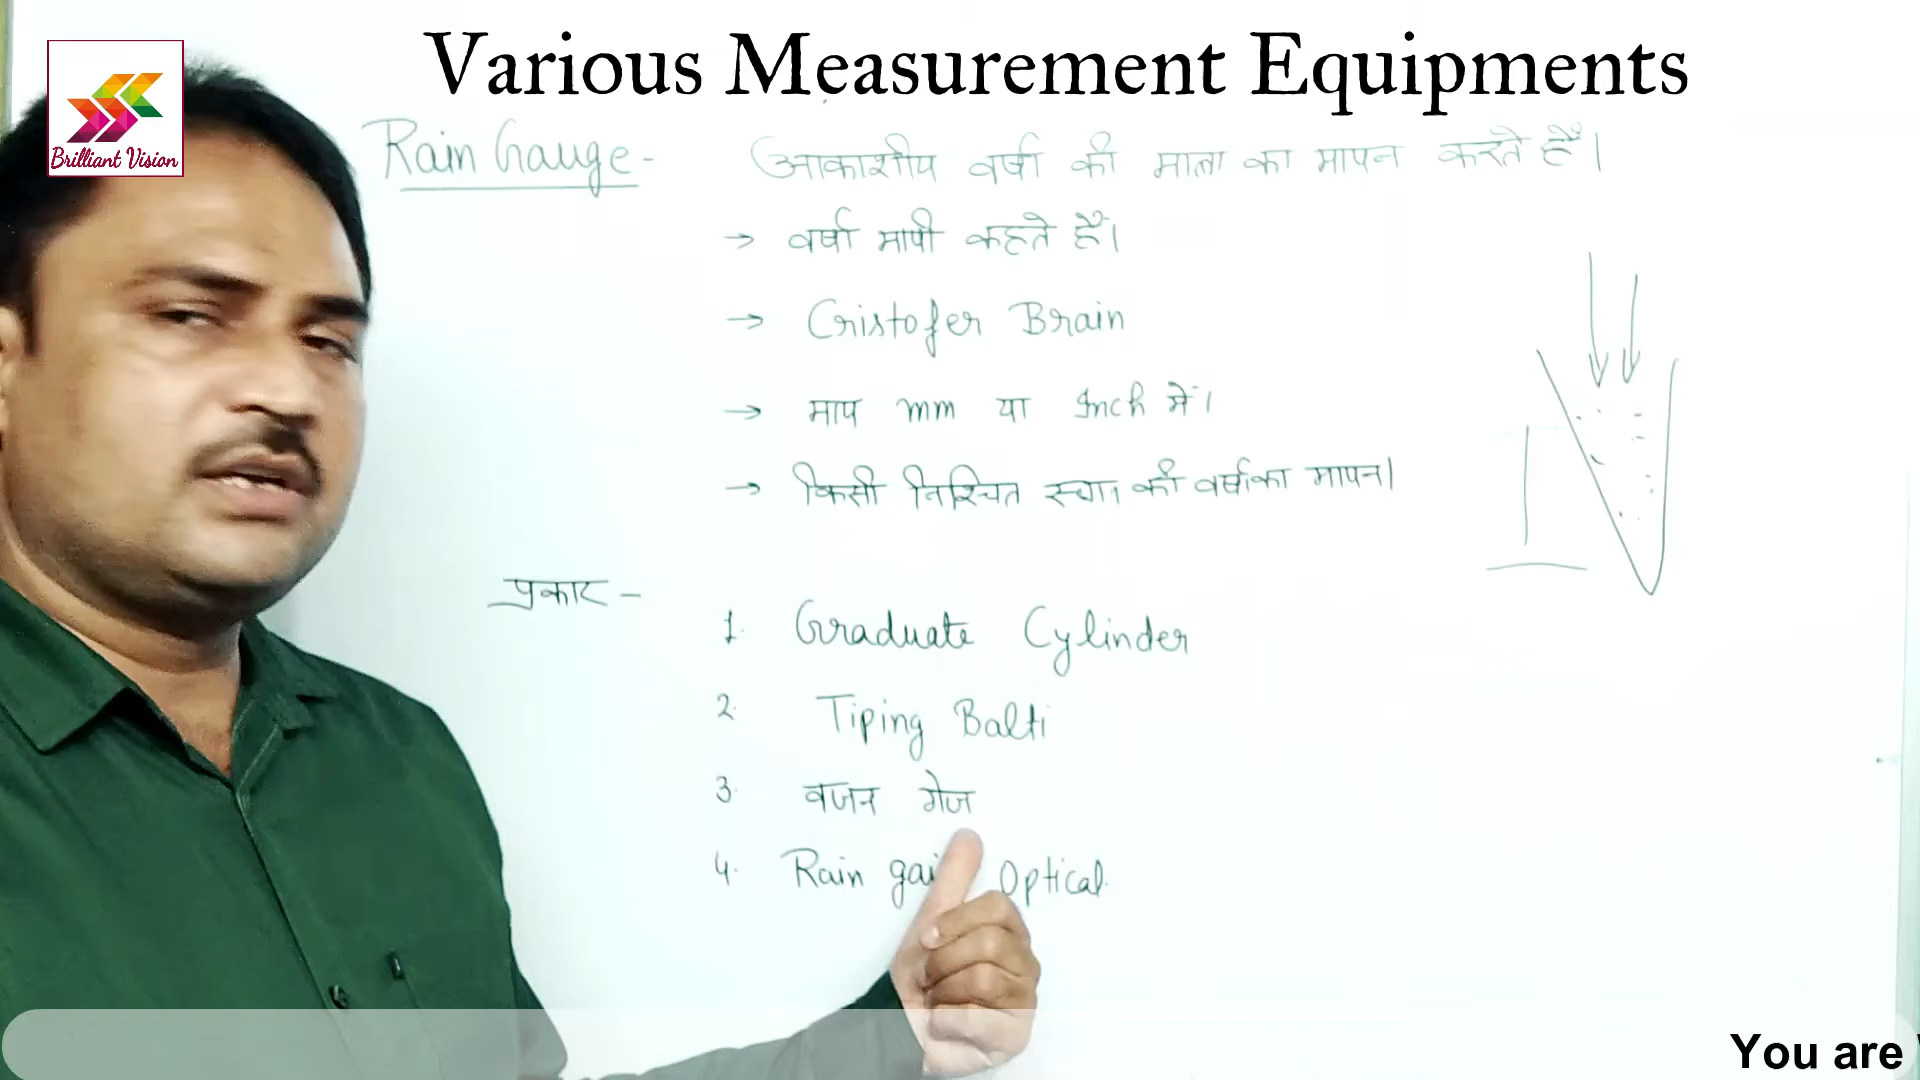 Various Measurement Equipments
Brilliant Vision
Rain Gauge - आकाशीय वर्षा की मात्रा का मापन करते हैं।
→ वर्षा मापी कहते हैं।
→ Cristofer Brain
→ माप mm या Inch में।
→ किसी निश्चित स्थान की वर्षा का मापन।
प्रकार -
1. Graduate Cylinder
2. Tiping Balti
3. वजन गेज
4. Rain Optical.
You are